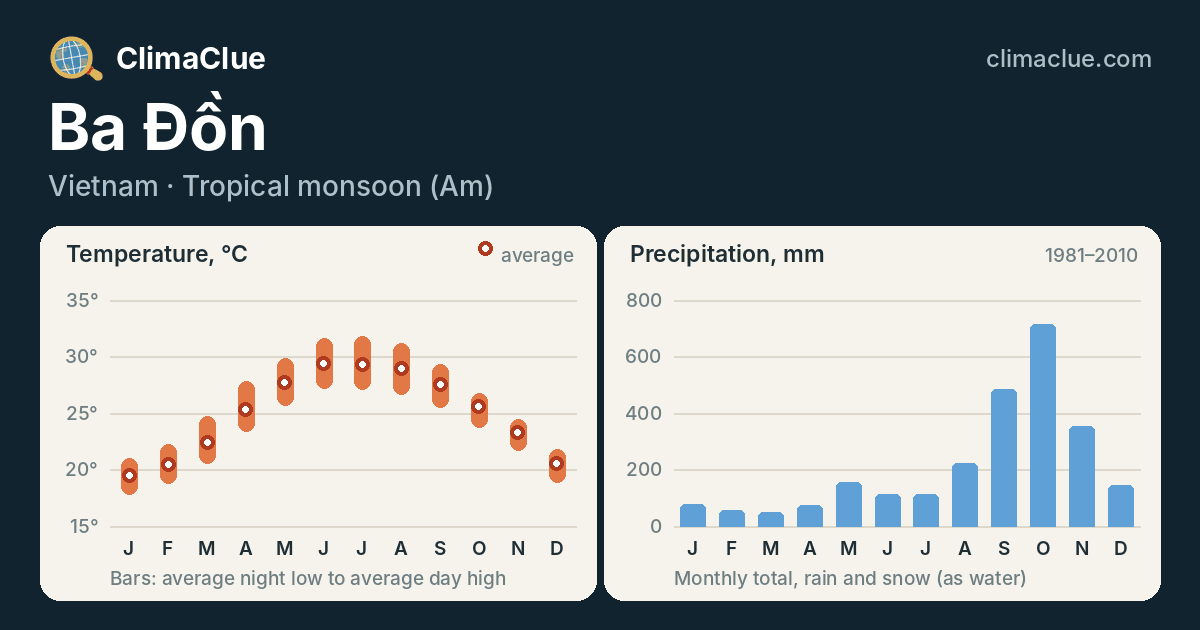 ClimaClue
climaclue.com
Ba Đồn
Vietnam · Tropical monsoon (Am)
Temperature, °C
average
35°
30°
25°
20°
15°
J F M A M J J A S O N D
Bars: average night low to average day high
Precipitation, mm
1981–2010
800
600
400
200
0
J F M A M J J A S O N D
Monthly total, rain and snow (as water)